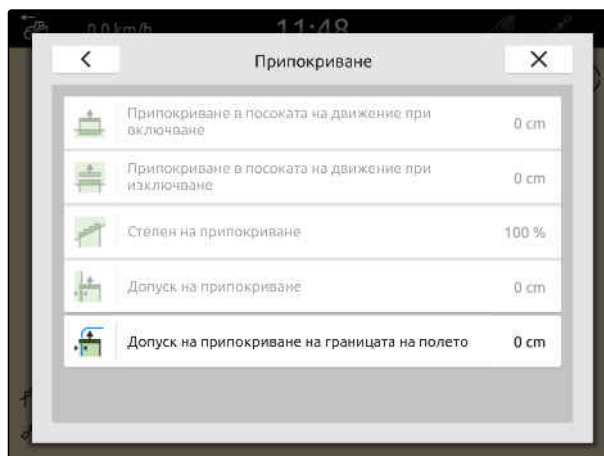 0.0 km/h 11:48
Припокриване
Припокриване в посоката на движение при
включване
0 cm
Припокриване в посоката на движение при
изключване
0 cm
Степен на припокриване
100 %
Допуск на припокриване
0 cm
Допуск на припокриване на границата на полето
0 cm